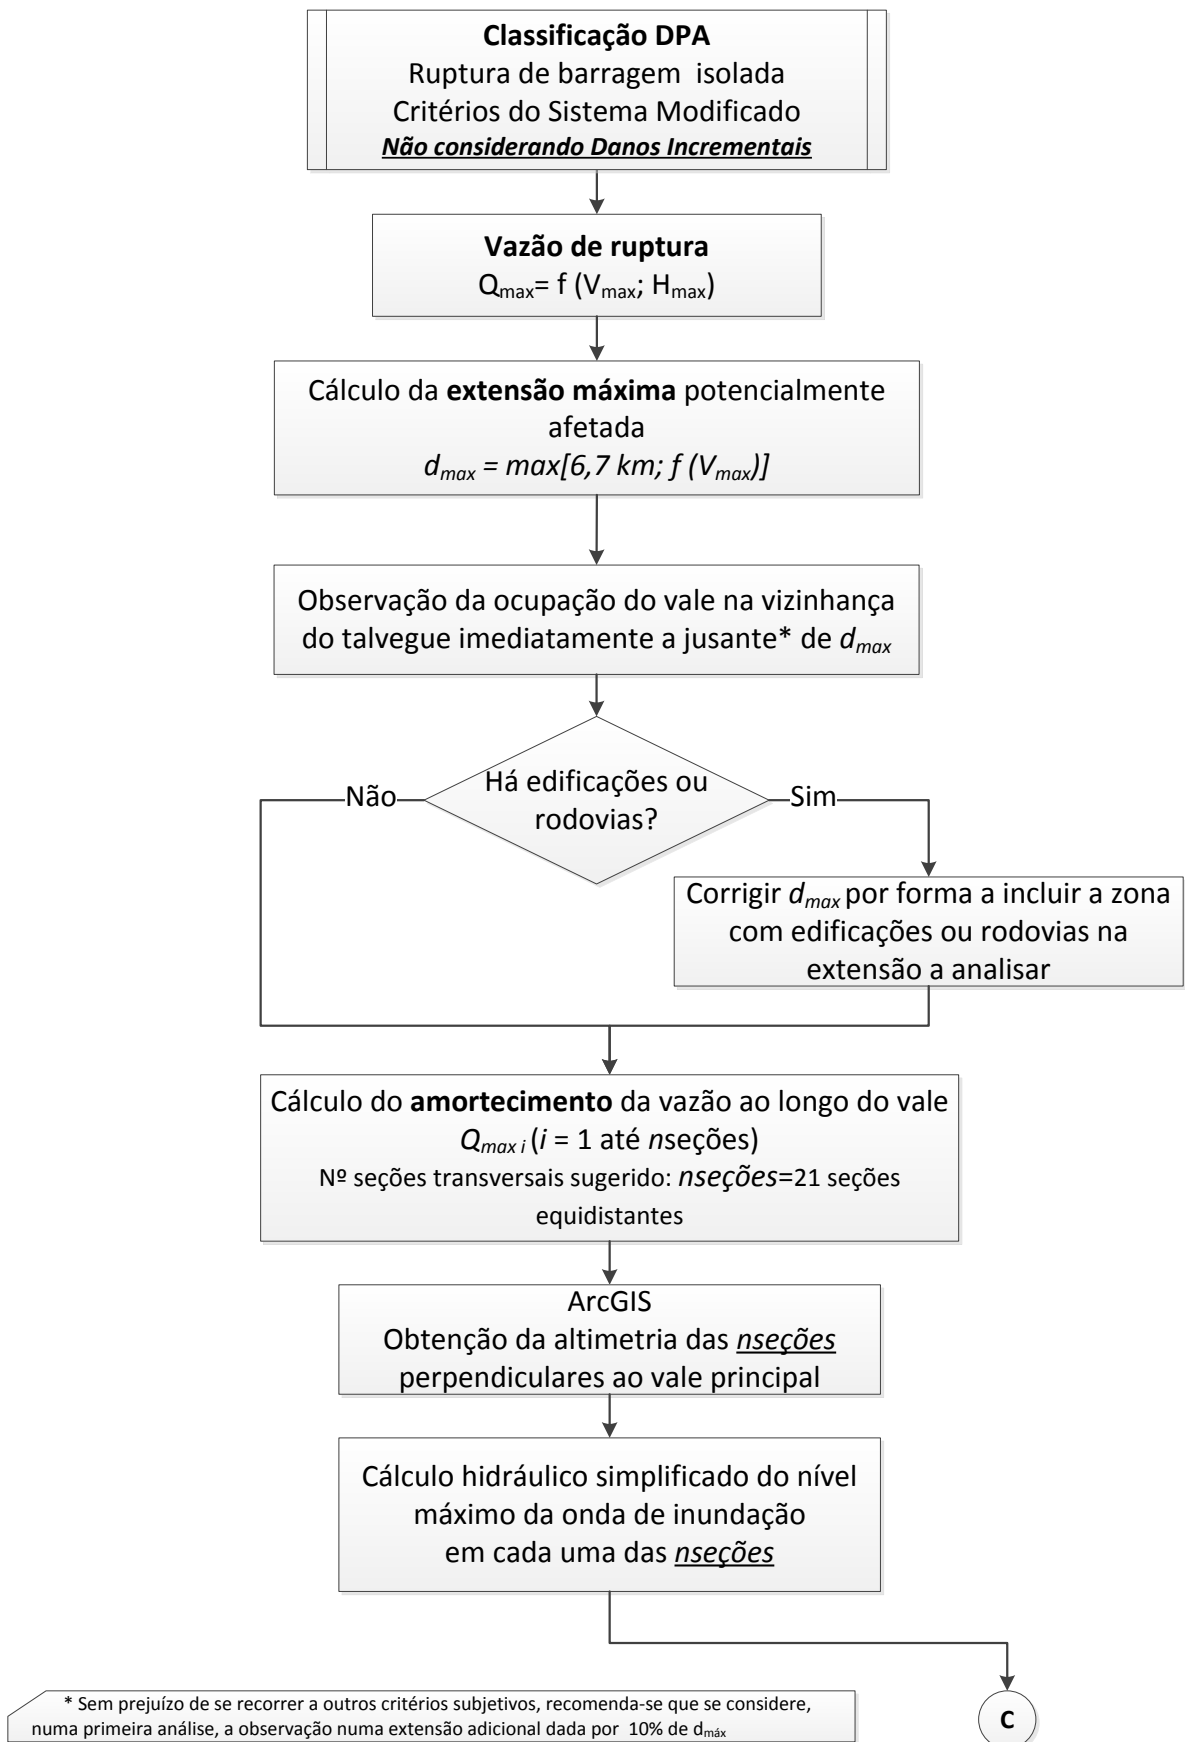 Classificação DPA
Ruptura de barragem isolada
Critérios do Sistema Modificado
Não considerando Danos Incrementais
Vazão de ruptura
Qmax= f (Vmax; Hmax)
Cálculo da extensão máxima potencialmente
afetada
dmax = max[6,7 km; f (Vmax)]
Observação da ocupação do vale na vizinhança
do talvegue imediatamente a jusante* de dmax
Há edificações ou
rodovias?
Não
Sim
Corrigir dmax por forma a incluir a zona
com edificações ou rodovias na
extensão a analisar
Cálculo do amortecimento da vazão ao longo do vale
Qmax i (i = 1 até nseções)
Nº seções transversais sugerido: nseções=21 seções
equidistantes
ArcGIS
Obtenção da altimetria das nseções
perpendiculares ao vale principal
Cálculo hidráulico simplificado do nível
máximo da onda de inundação
em cada uma das nseções
* Sem prejuízo de se recorrer a outros critérios subjetivos, recomenda-se que se considere,
numa primeira análise, a observação numa extensão adicional dada por 10% de dmáx
C